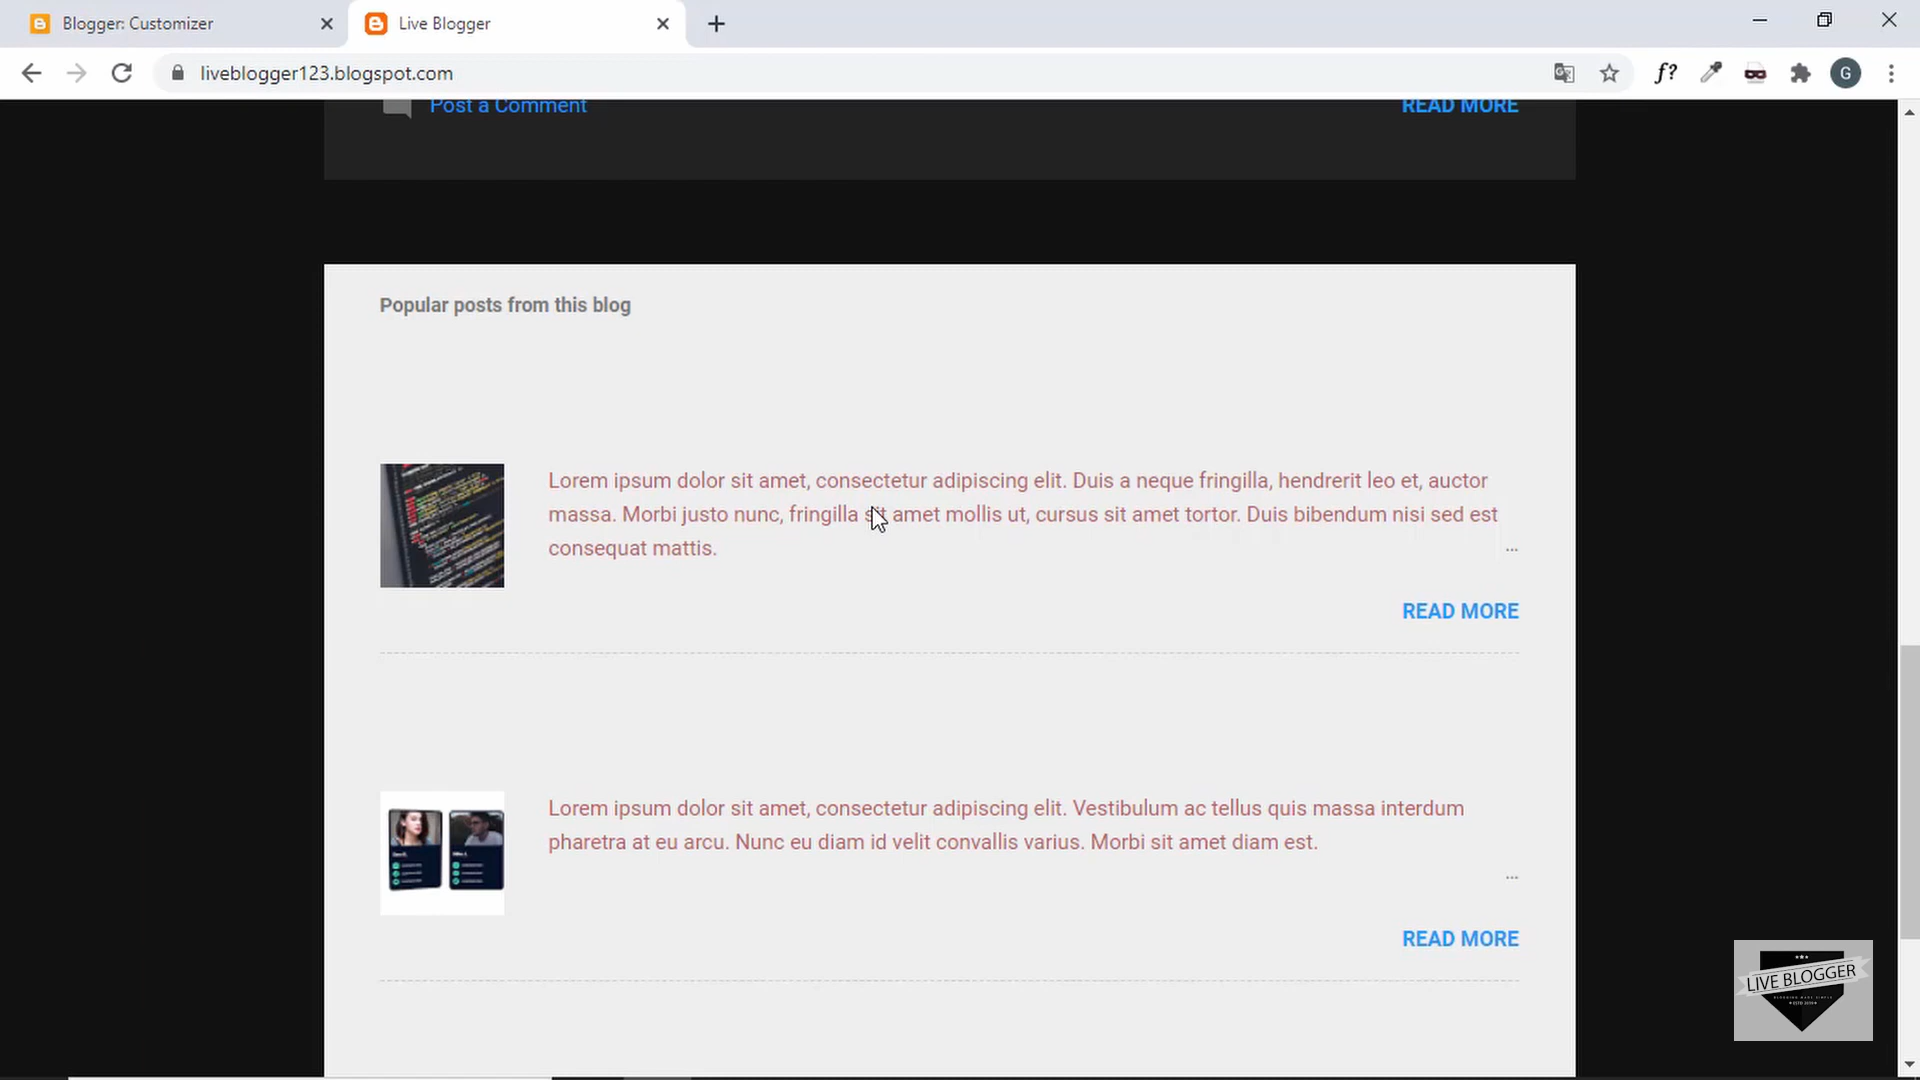 Blogger: Customizer
Live Blogger
liveblogger123.blogspot.com
f?
G
Post a Comment
READ MORE
Popular posts from this blog
Lorem ipsum dolor sit amet, consectetur adipiscing elit. Duis a neque fringilla, hendrerit leo et, auctor
massa. Morbi justo nunc, fringilla sit amet mollis ut, cursus sit amet tortor. Duis bibendum nisi sed est
consequat mattis.
...
READ MORE
Lorem ipsum dolor sit amet, consectetur adipiscing elit. Vestibulum ac tellus quis massa interdum
pharetra at eu arcu. Nunc eu diam id velit convallis varius. Morbi sit amet diam est.
...
READ MORE
LIVE BLOGGER